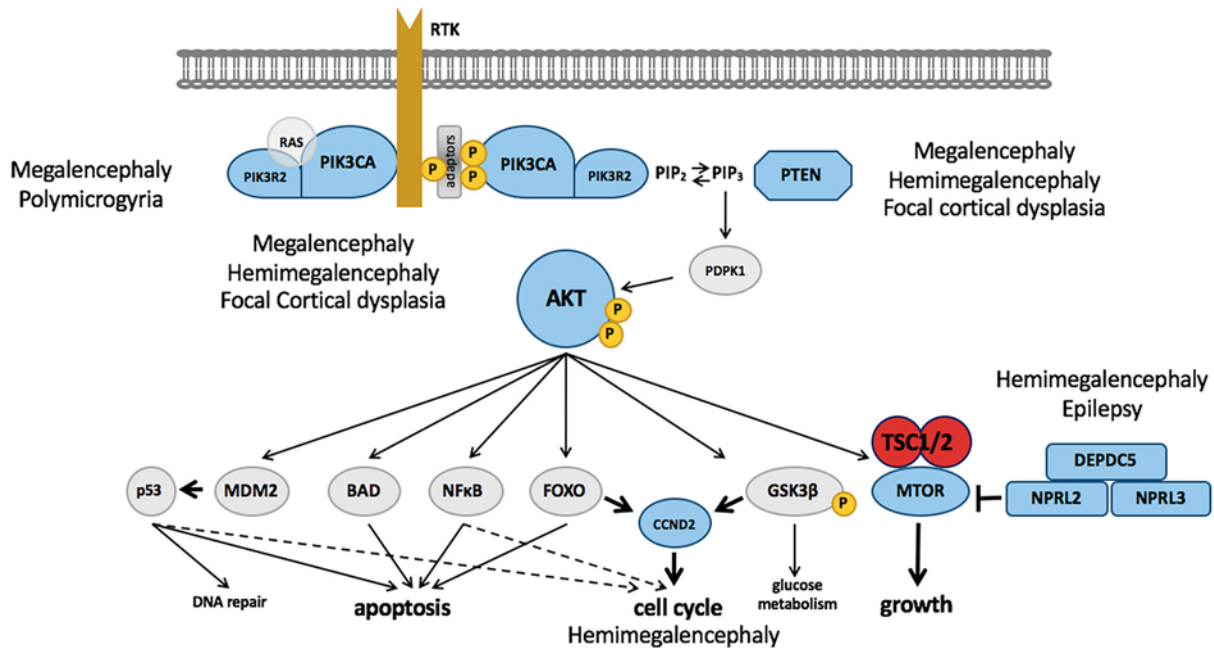 RTK
RAS
PIK3CA
PIK3R2
P
adaptors
P
P
PIK3CA
PIK3R2
PIP2 ⇄ PIP3
PTEN
Megalencephaly
Polymicrogyria
Megalencephaly
Hemimegalencephaly
Focal cortical dysplasia
Megalencephaly
Hemimegalencephaly
Focal Cortical dysplasia
PDPK1
AKT
P
P
Hemimegalencephaly
Epilepsy
TSC1/2
DEPDC5
p53
MDM2
BAD
NFκB
FOXO
GSK3β
P
MTOR
NPRL2
NPRL3
CCND2
DNA repair
apoptosis
cell cycle
Hemimegalencephaly
glucose
metabolism
growth